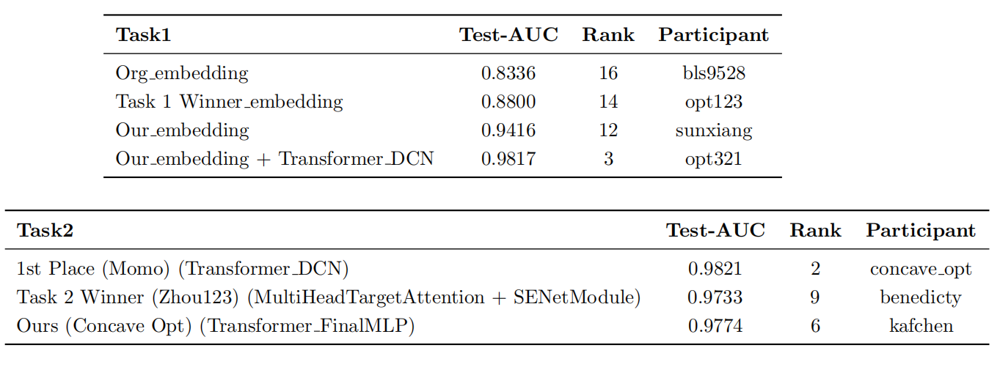 Task1 Test-AUC Rank Participant
Org_embedding 0.8336 16 bls9528
Task 1 Winner_embedding 0.8800 14 opt123
Our_embedding 0.9416 12 sunxiang
Our_embedding + Transformer_DCN 0.9817 3 opt321
Task2 Test-AUC Rank Participant
1st Place (Momo) (Transformer_DCN) 0.9821 2 concave_opt
Task 2 Winner (Zhou123) (MultiHeadTargetAttention + SENetModule) 0.9733 9 benedicty
Ours (Concave Opt) (Transformer_FinalMLP) 0.9774 6 kafchen